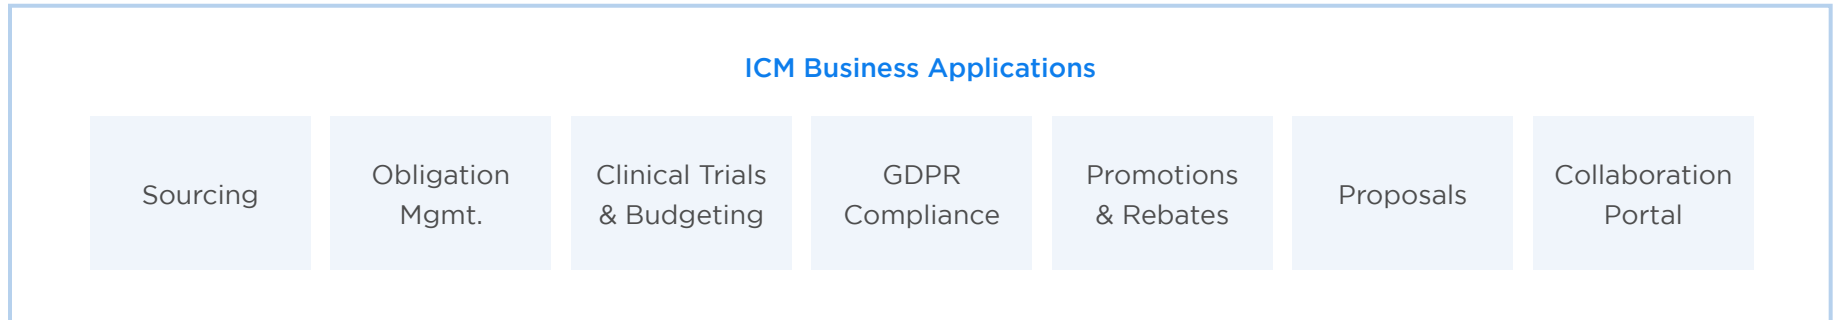 ICM Business Applications
Sourcing
Obligation
Mgmt.
Clinical Trials
& Budgeting
GDPR
Compliance
Promotions
& Rebates
Proposals
Collaboration
Portal